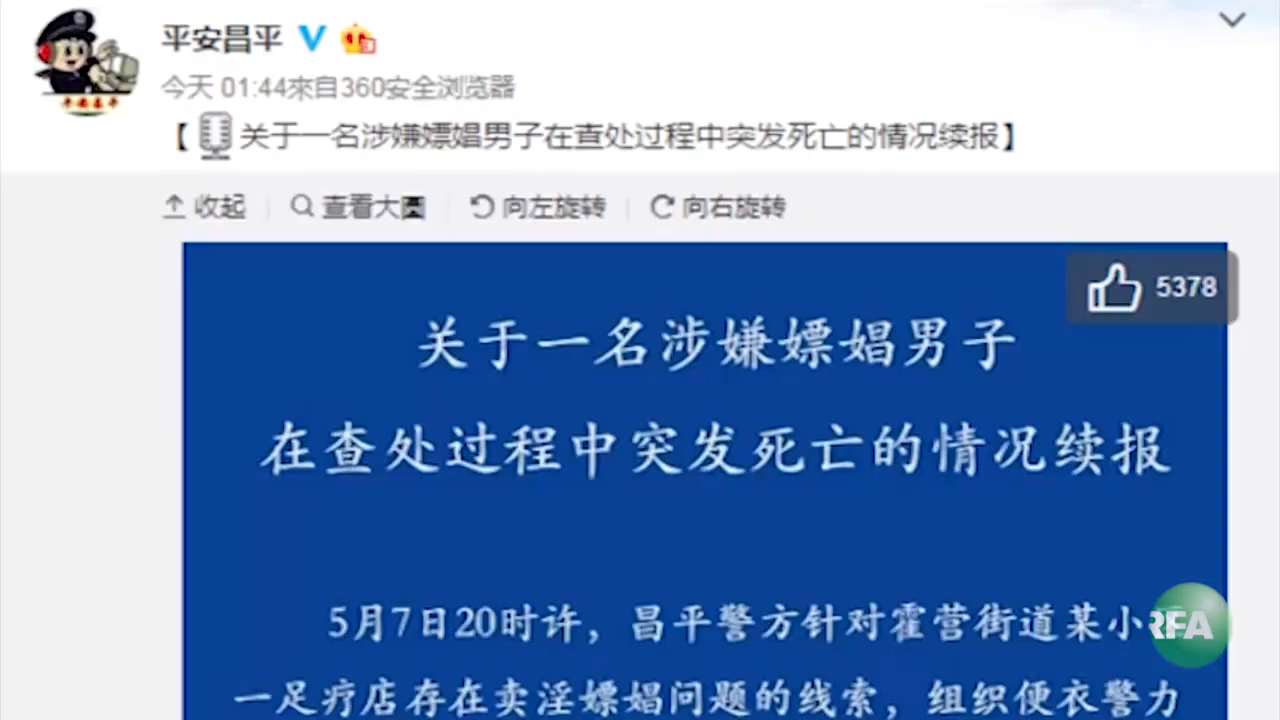 平安昌平
今天 01:44來自360安全浏览器
【关于一名涉嫌嫖娼男子在查处过程中突发死亡的情况续报】
收起 查看大圖 向左旋转 向右旋转
5378
关于一名涉嫌嫖娼男子
在查处过程中突发死亡的情况续报
5月7日20时许，昌平警方针对霍营街道某小
RFA
一足疗店存在卖淫嫖娼问题的线索，组织便衣警力